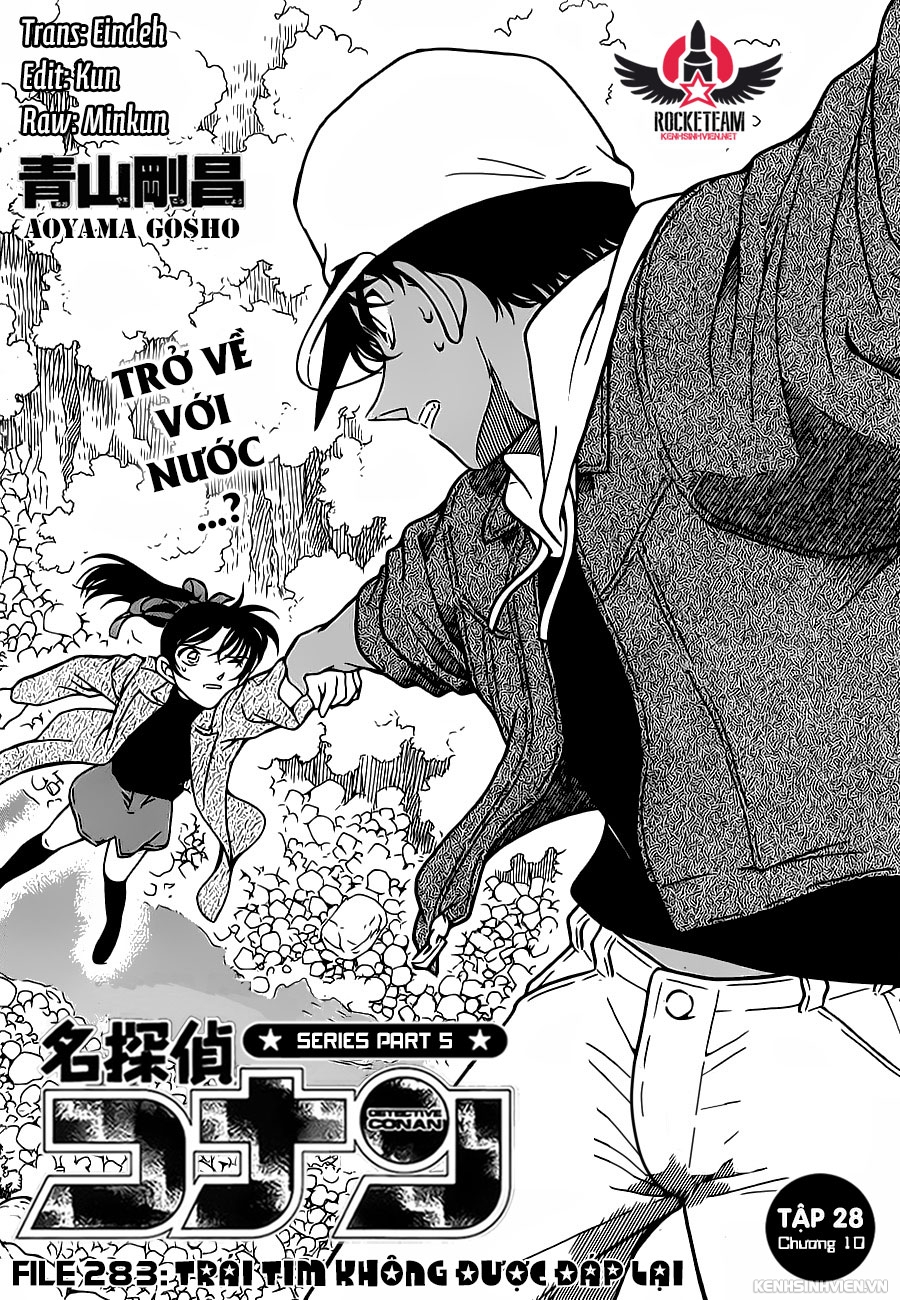 Trans: Eindeh
Edit: Kun
Raw: Minkun
ROCKETEAM
KENHSINHVIEN.NET
青山剛昌
AOYAMA GOSHO
TRỞ VỀ
VỚI
NƯỚC
...?
名探偵
★ SERIES PART 5 ★
コナン
DETECTIVE
CONAN
TẬP 28
Chương 10
FILE 283: TRÁI TIM KHÔNG ĐƯỢC ĐÁP LẠI
KENHSINHVIEN.VN